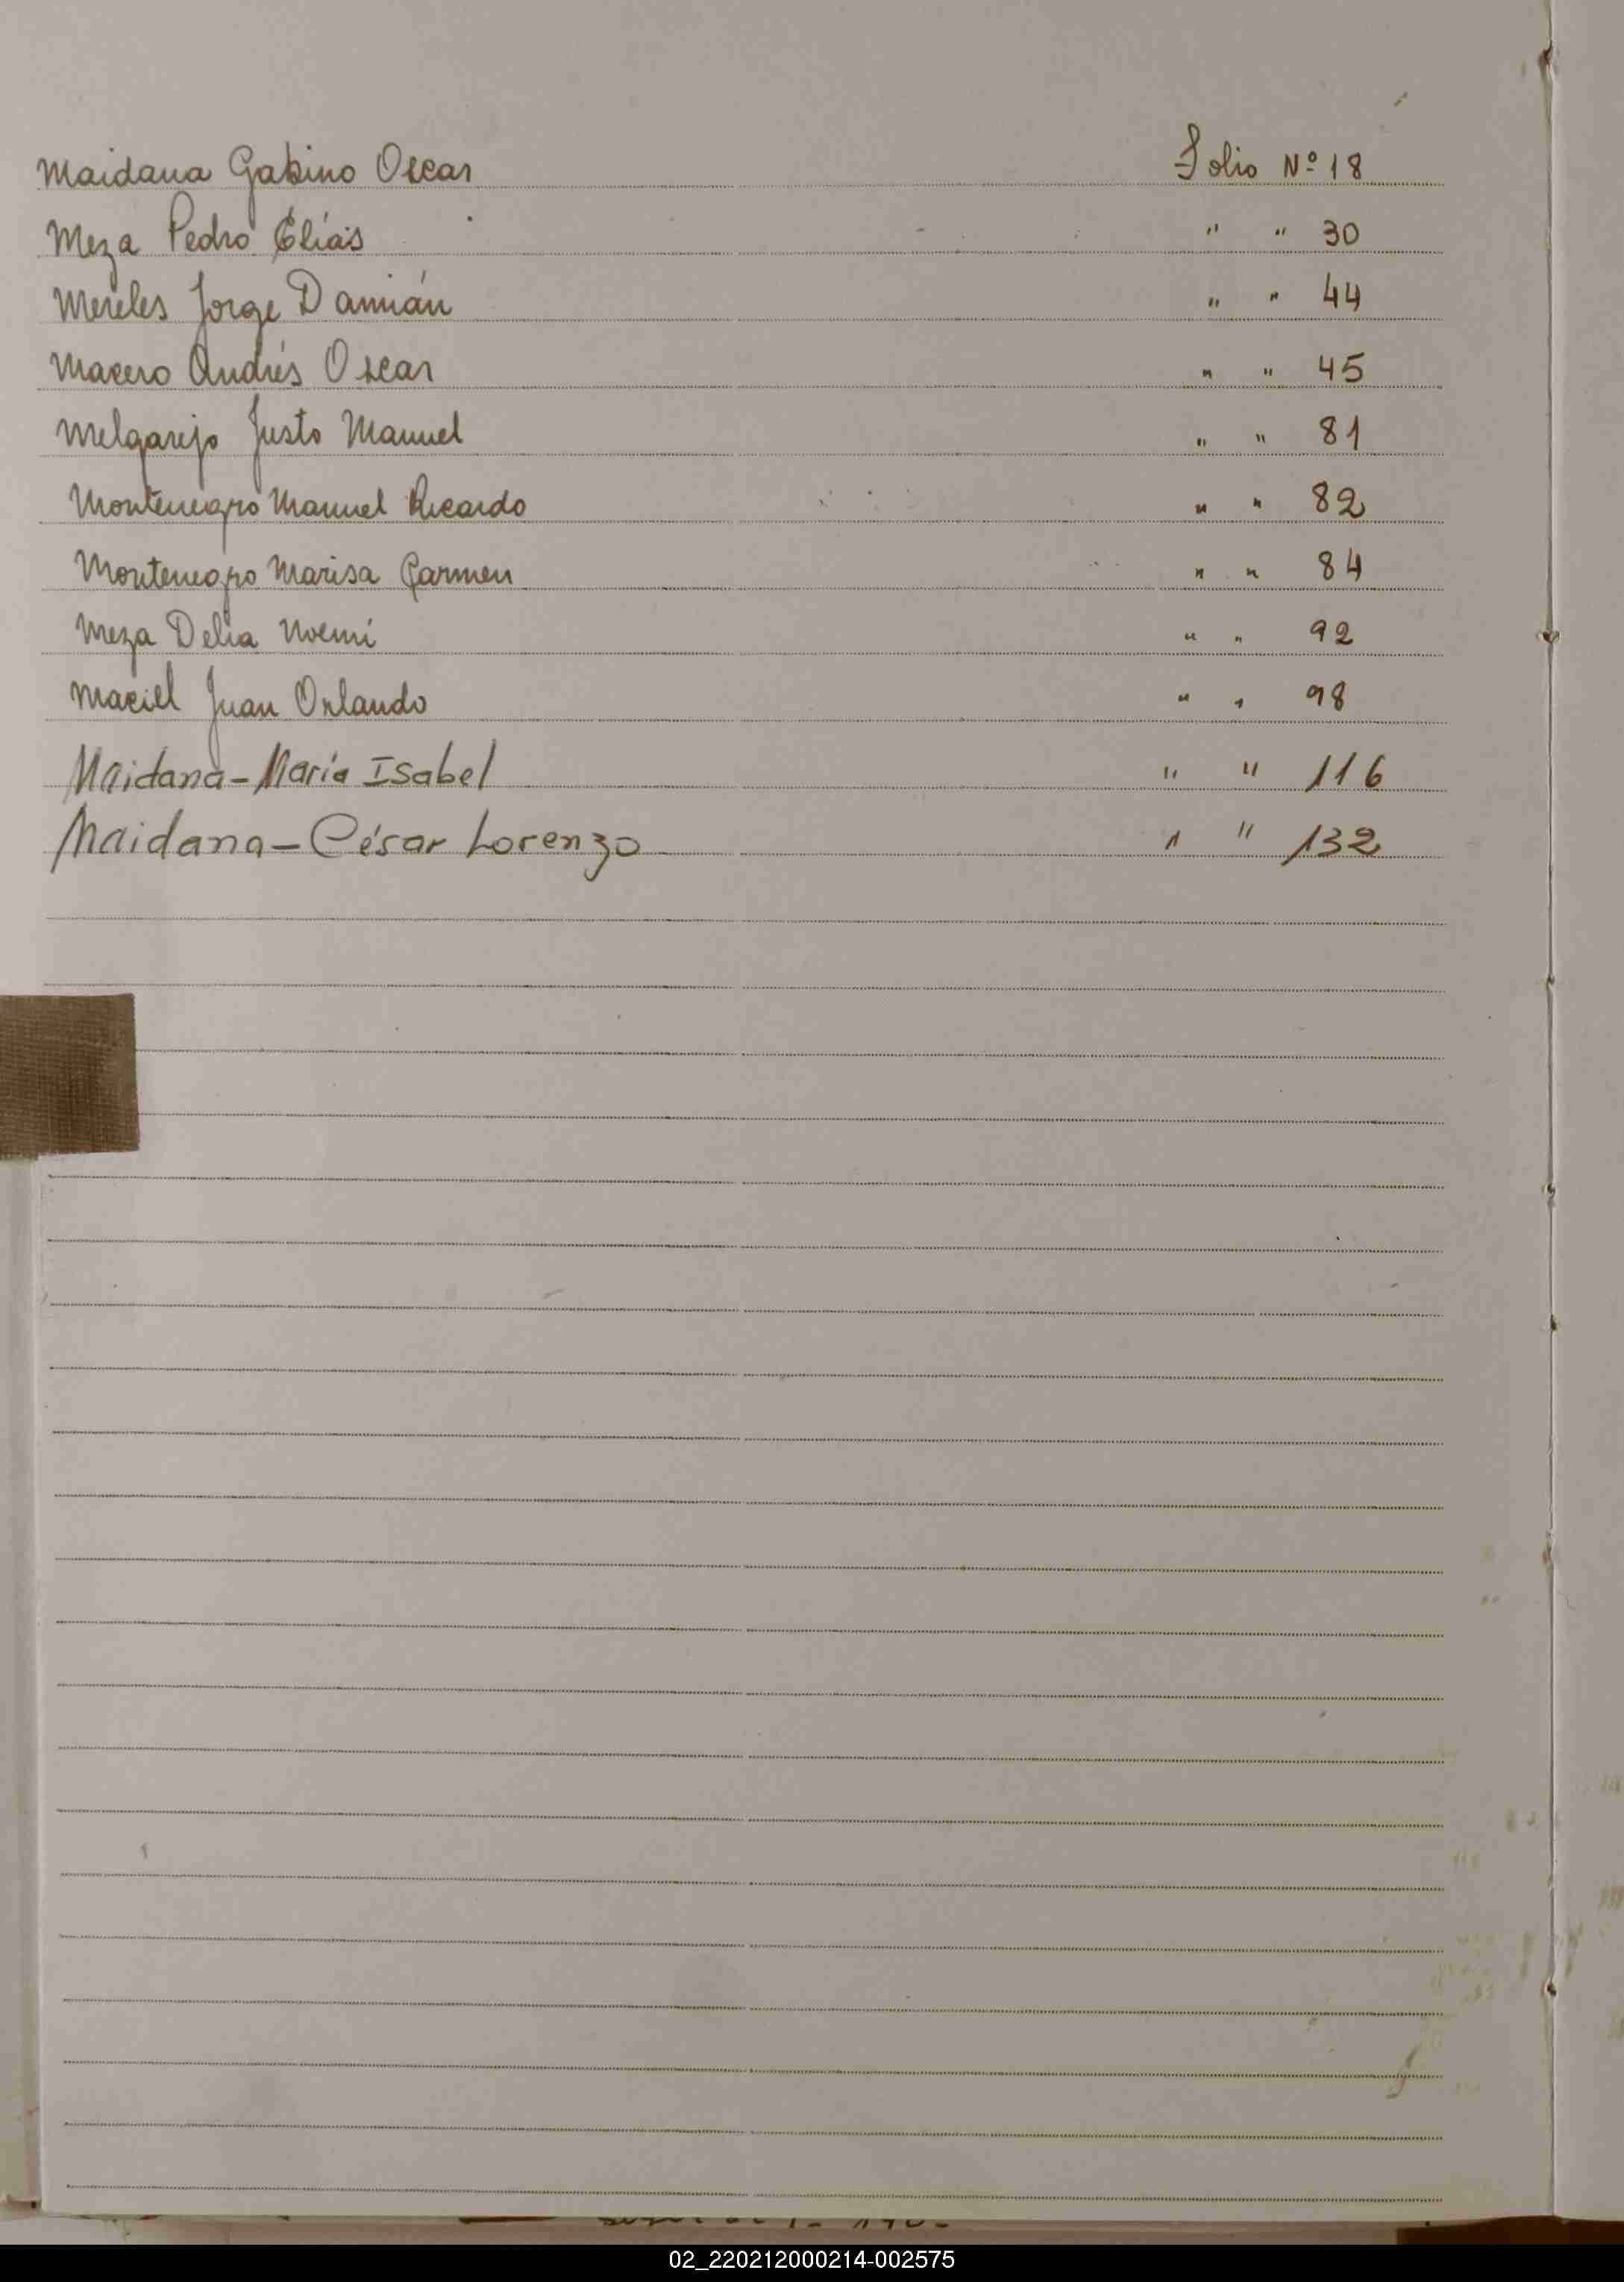 Maidana Gabino Oscar Folio Nº 18
Meza Pedro Elías " " 30
Mereles Jorge Damián " " 44
Macero Andrés Oscar " " 45
Melgarejo Justo Manuel " " 81
Montenegro Manuel Ricardo " " 82
Montenegro Marisa Carmen " " 84
Meza Delia Noemí " " 92
Maciel Juan Orlando " " 98
Maidana - María Isabel " " 116
Maidana - César Lorenzo " " 132
02_220212000214-002575